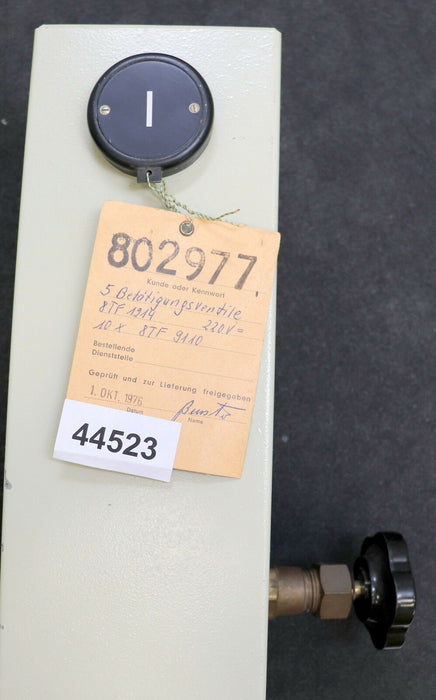 802977,
Kunde oder Kennwort
5 Betätigungsventile
8TF 1914 220V=
10 x 8TF 9110
Bestellende
Dienststelle
Geprüft und zur Lieferung freigegeben
1. OKT. 1976
Datum
Name
44523